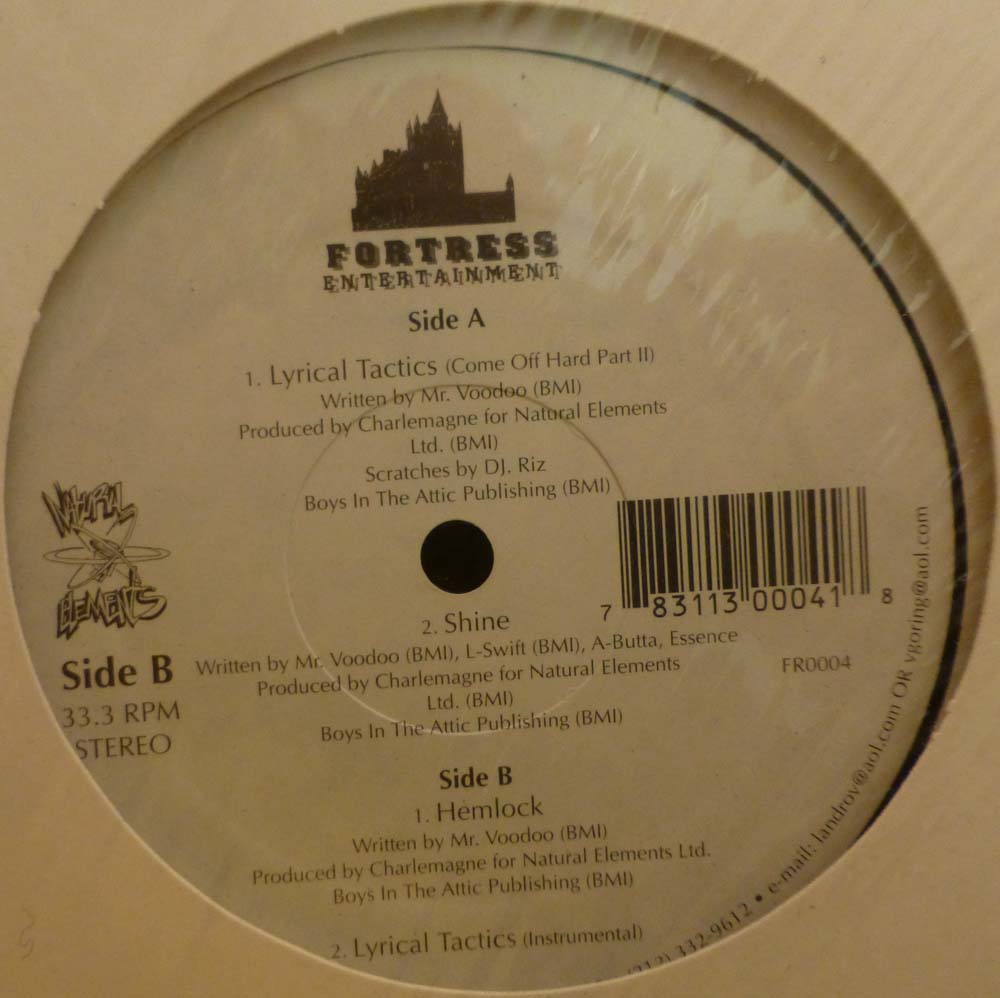 FORTRESS
ENTERTAINMENT
Side A
1. Lyrical Tactics (Come Off Hard Part II)
Written by Mr. Voodoo (BMI)
Produced by Charlemagne for Natural Elements
Ltd. (BMI)
Scratches by DJ. Riz
Boys In The Attic Publishing (BMI)
NATURAL
ELEMENTS
Side B
33.3 RPM
STEREO
7 83113 00041 8
FR0004
2. Shine
Written by Mr. Voodoo (BMI), L-Swift (BMI), A-Butta, Essence
Produced by Charlemagne for Natural Elements
Ltd. (BMI)
Boys In The Attic Publishing (BMI)
Side B
1. Hemlock
Written by Mr. Voodoo (BMI)
Produced by Charlemagne for Natural Elements Ltd.
Boys In The Attic Publishing (BMI)
2. Lyrical Tactics (Instrumental)
(212) 332-9612 • e-mail: landrov@aol.com OR vgoring@aol.com